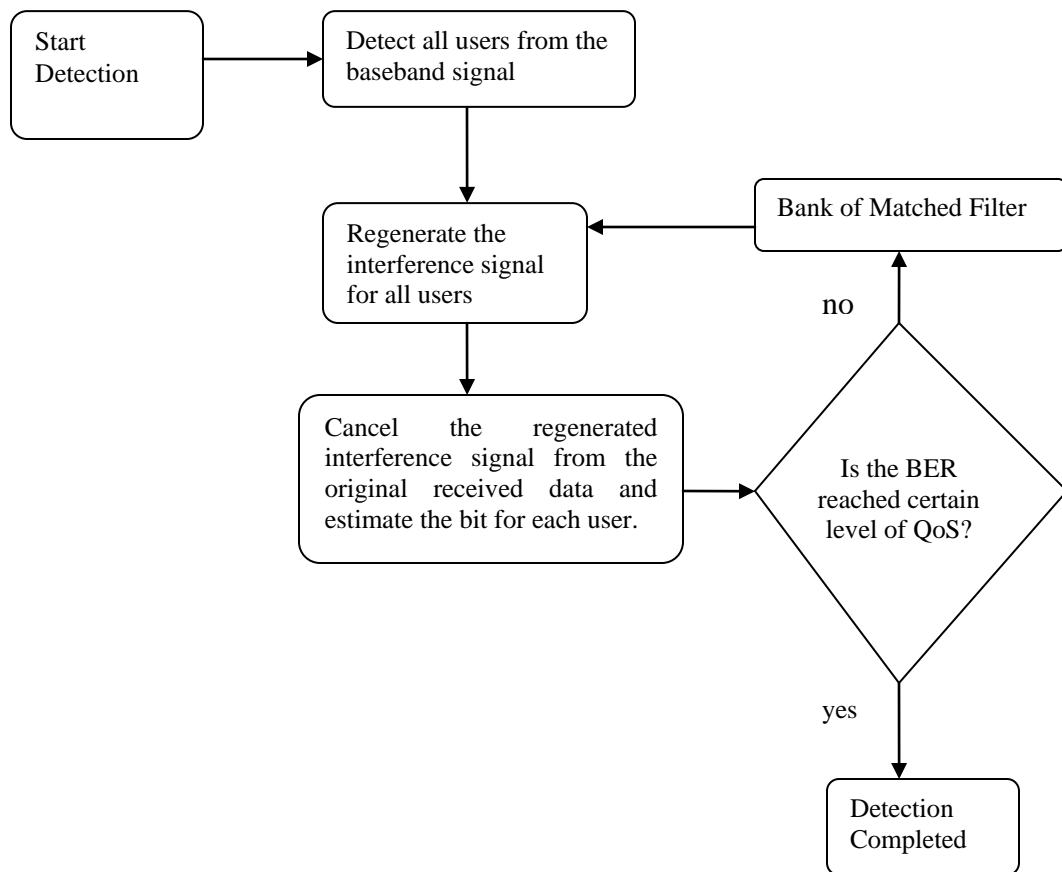 Start
Detection
Detect all users from the
baseband signal
Regenerate the
interference signal
for all users
Bank of Matched Filter
no
Cancel the regenerated
interference signal from the
original received data and
estimate the bit for each user.
Is the BER
reached certain
level of QoS?
yes
Detection
Completed